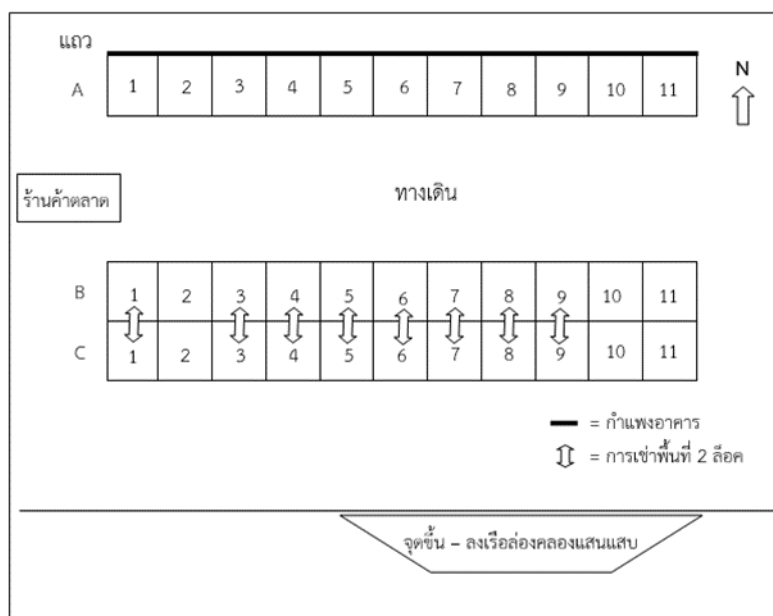 แถว
A 1 2 3 4 5 6 7 8 9 10 11
N
ร้านค้าตลาด
ทางเดิน
B 1 2 3 4 5 6 7 8 9 10 11
C 1 2 3 4 5 6 7 8 9 10 11
= กำแพงอาคาร
= การเช่าพื้นที่ 2 ล็อค
จุดขึ้น – ลงเรือล่องคลองแสนแสบ